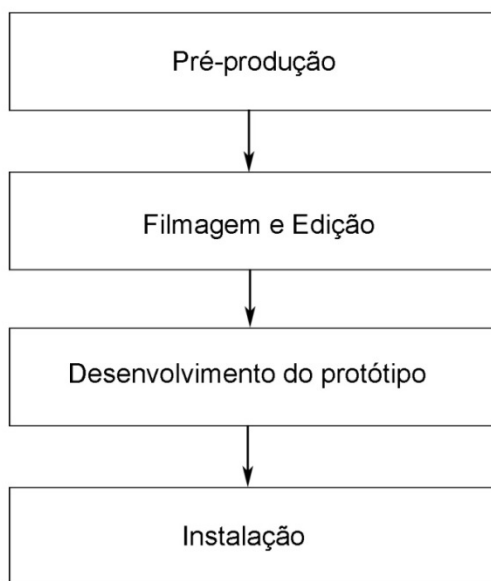 Pré-produção
Filmagem e Edição
Desenvolvimento do protótipo
Instalação